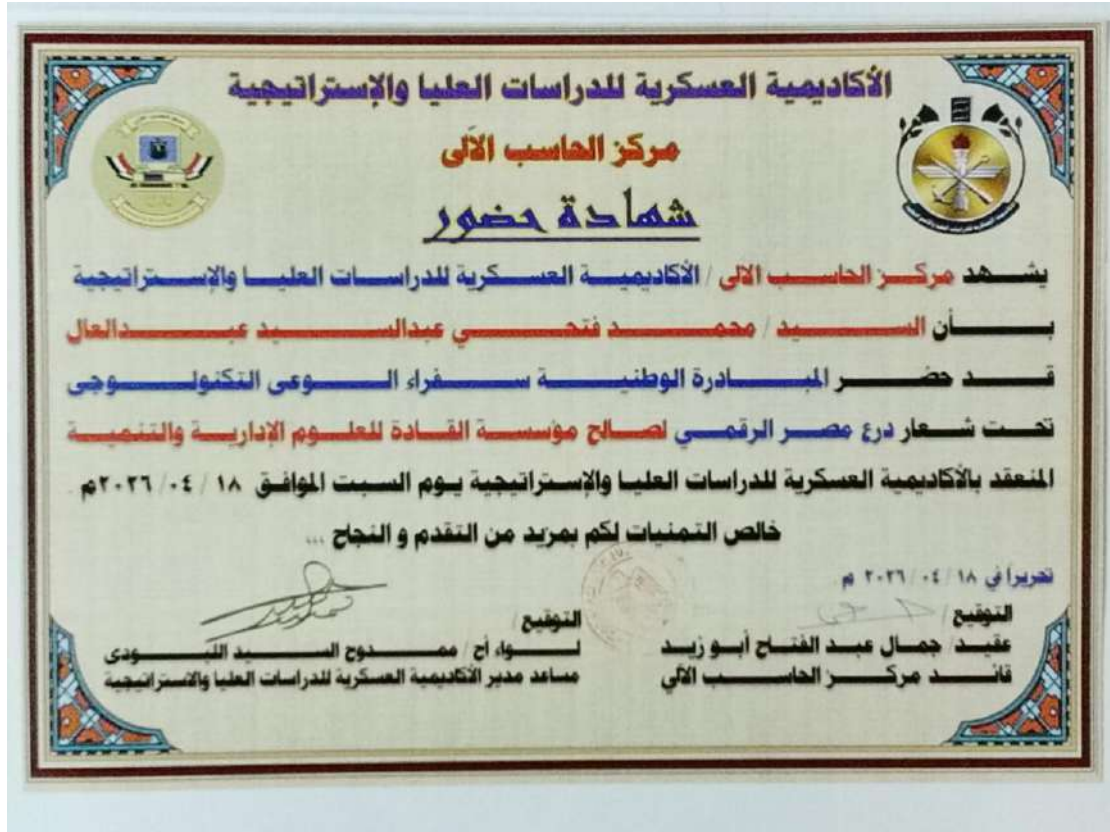 الأكاديمية العسكرية للدراسات العليا والإستراتيجية
مركز الحاسب الآلى
شهادة حضور
يشهد مركز الحاسب الالى / الأكاديمية العسكرية للدراسات العليا والإستراتيجية
بأن السيد / محمد فتحي عبدالسيد عبدالعال
قد حضر المبادرة الوطنية سفراء الوعى التكنولوجى
تحت شعار درع مصر الرقمي لصالح مؤسسة القادة للعلوم الإدارية والتنمية
المنعقد بالأكاديمية العسكرية للدراسات العليا والإستراتيجية يوم السبت الموافق ١٨ / ٠٤ / ٢٠٢٦م .
خالص التمنيات لكم بمزيد من التقدم و النجاح ...
تحريراً في ١٨ / ٠٤ / ٢٠٢٦ م
التوقيع /
عقيد / جمال عبد الفتاح أبو زيد
قائد مركز الحاسب الآلي
التوقيع /
لواء أح / ممدوح السيد اللبودى
مساعد مدير الأكاديمية العسكرية للدراسات العليا والاستراتيجية